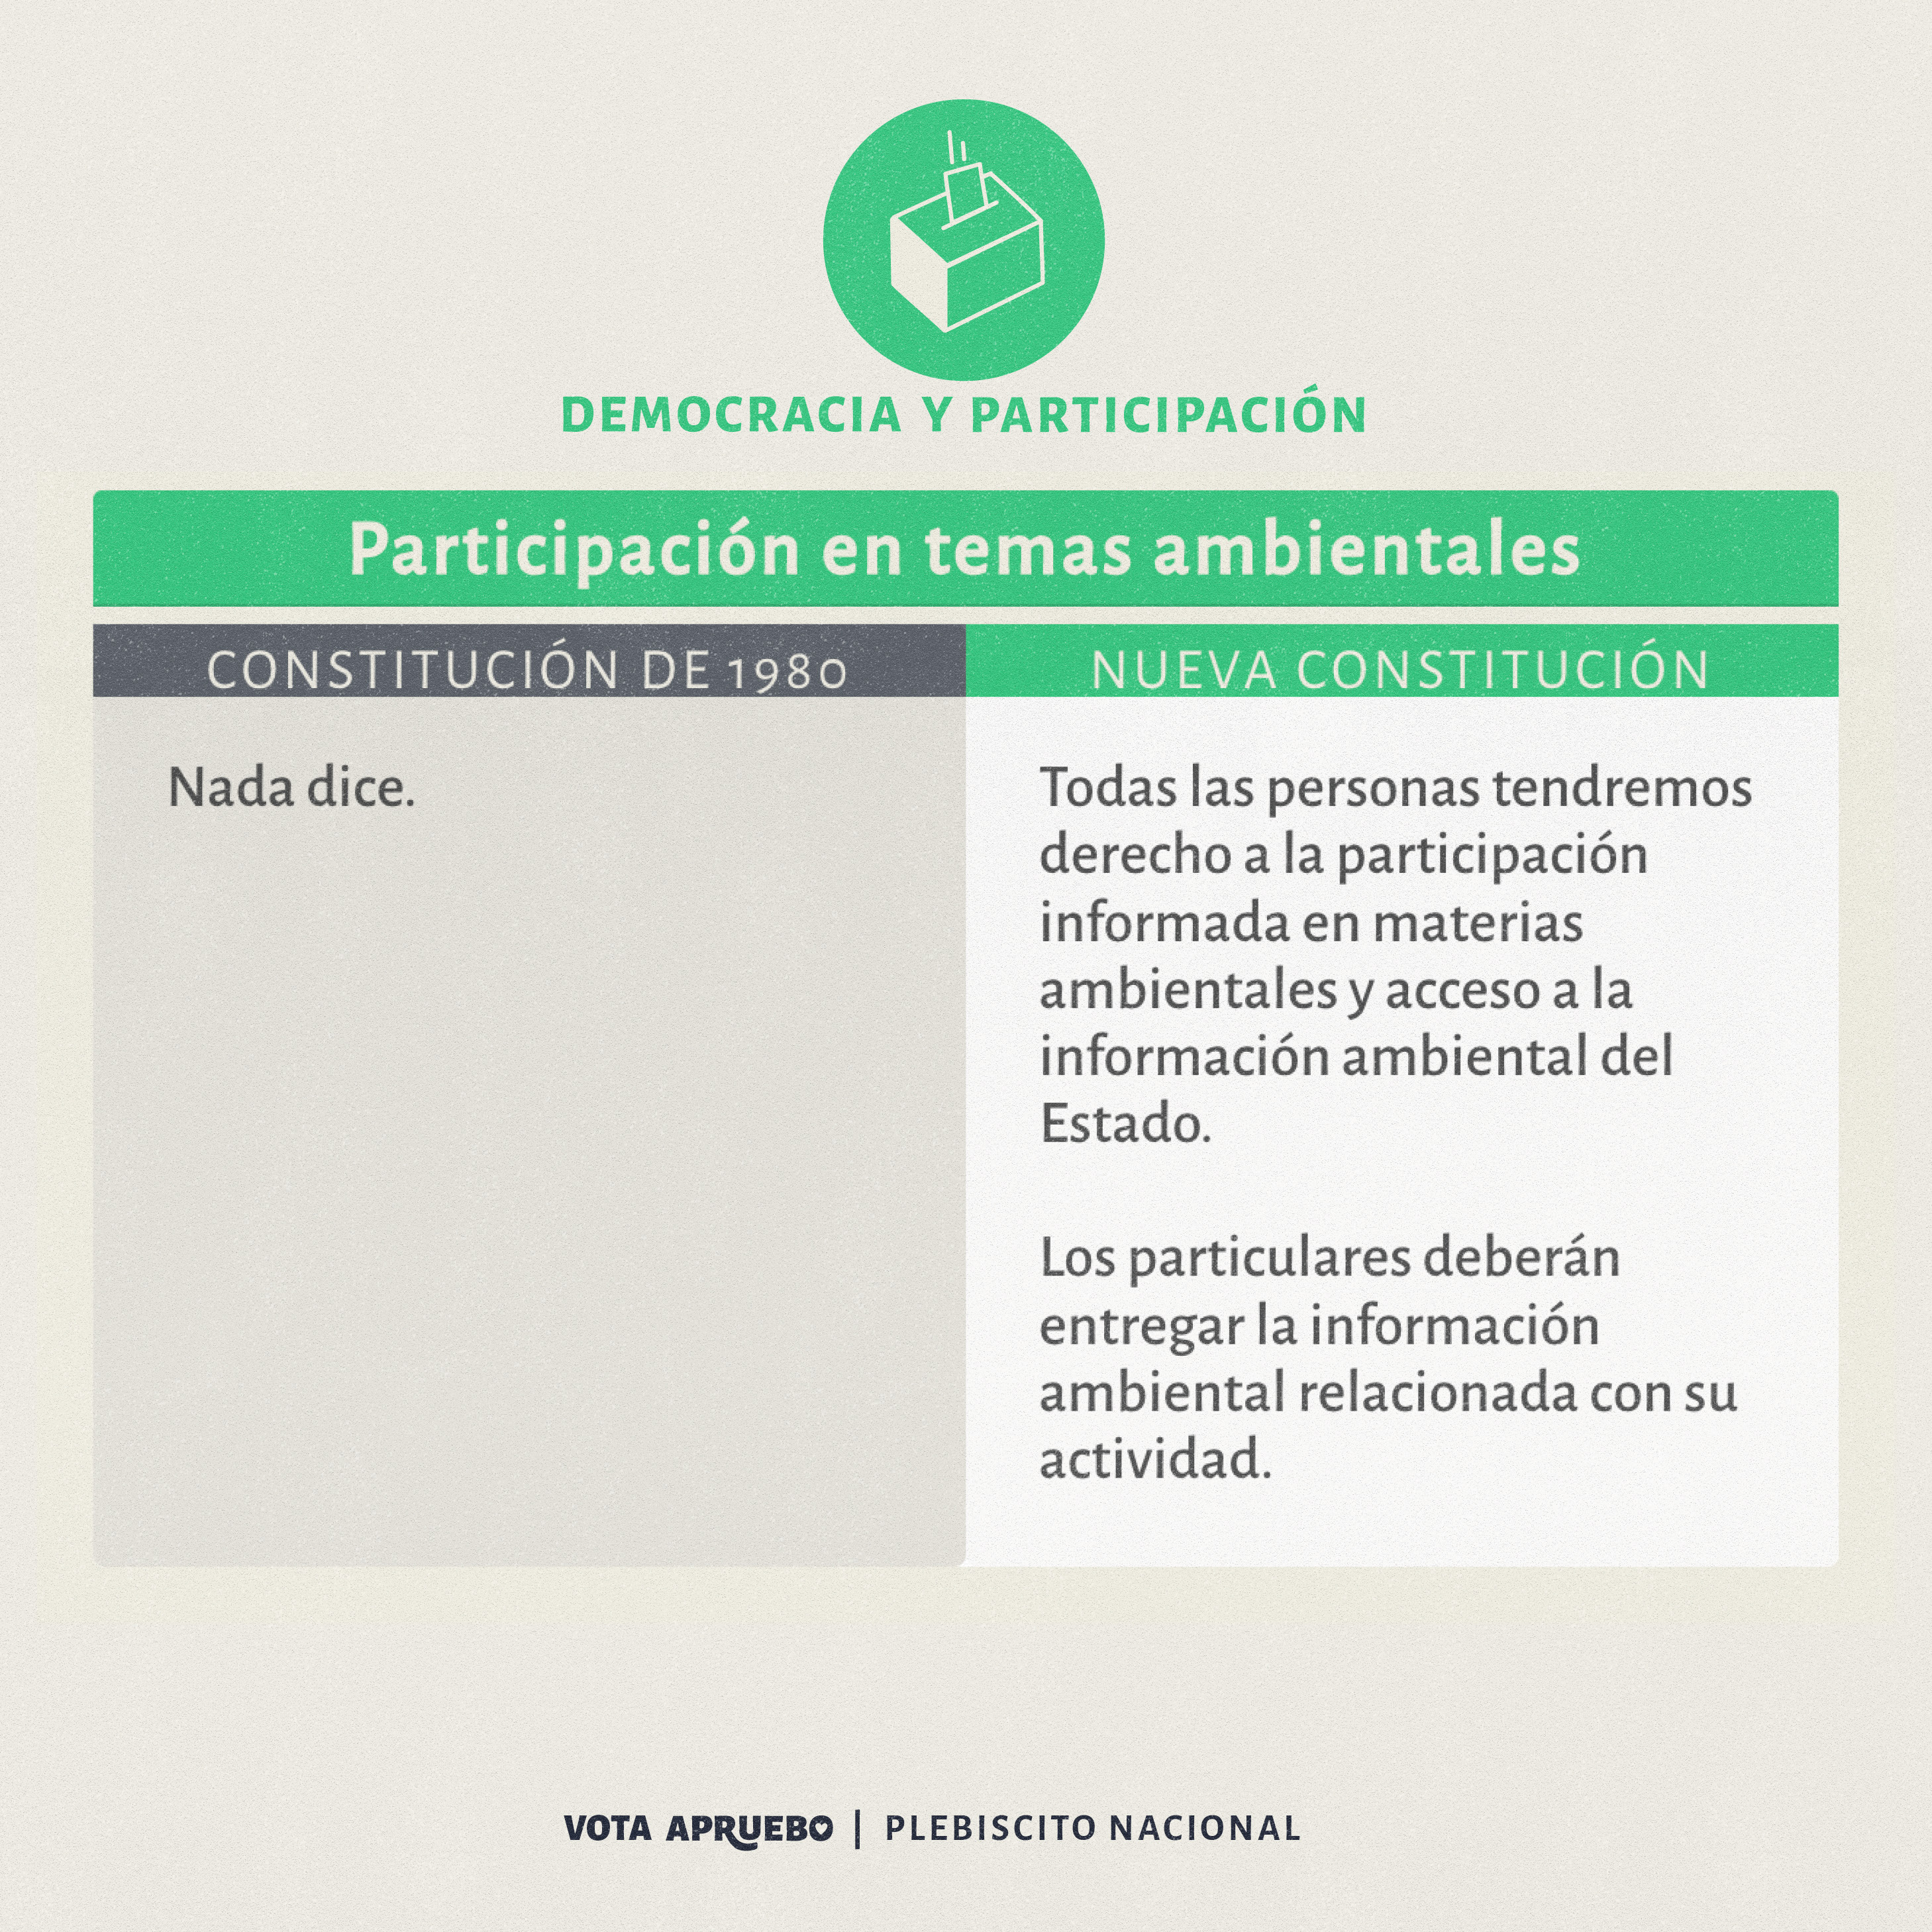 DEMOCRACIA Y PARTICIPACIÓN
Participación en temas ambientales
CONSTITUCIÓN DE 1980
Nada dice.
NUEVA CONSTITUCIÓN
Todas las personas tendremos
derecho a la participación
informada en materias
ambientales y acceso a la
información ambiental del
Estado.
Los particulares deberán
entregar la información
ambiental relacionada con su
actividad.
VOTA APRUEBO | PLEBISCITO NACIONAL